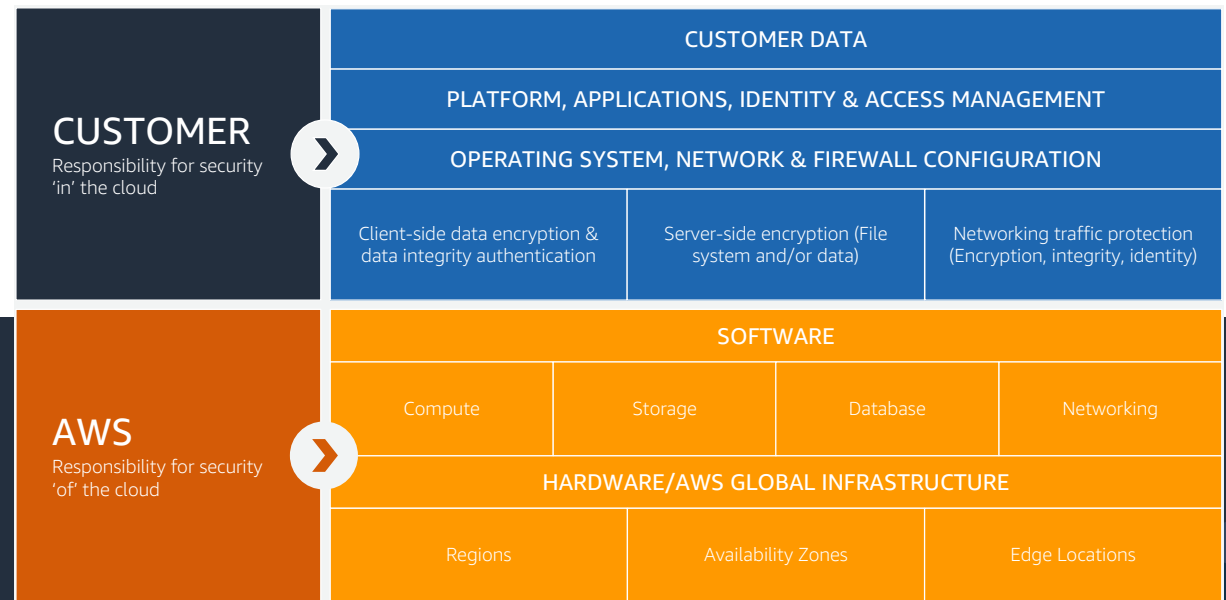 CUSTOMER
Responsibility for security
‘in’ the cloud
CUSTOMER DATA
PLATFORM, APPLICATIONS, IDENTITY & ACCESS MANAGEMENT
OPERATING SYSTEM, NETWORK & FIREWALL CONFIGURATION
Client-side data encryption &
data integrity authentication
Server-side encryption (File
system and/or data)
Networking traffic protection
(Encryption, integrity, identity)
AWS
Responsibility for security
‘of’ the cloud
SOFTWARE
Compute
Storage
Database
Networking
HARDWARE/AWS GLOBAL INFRASTRUCTURE
Regions
Availability Zones
Edge Locations